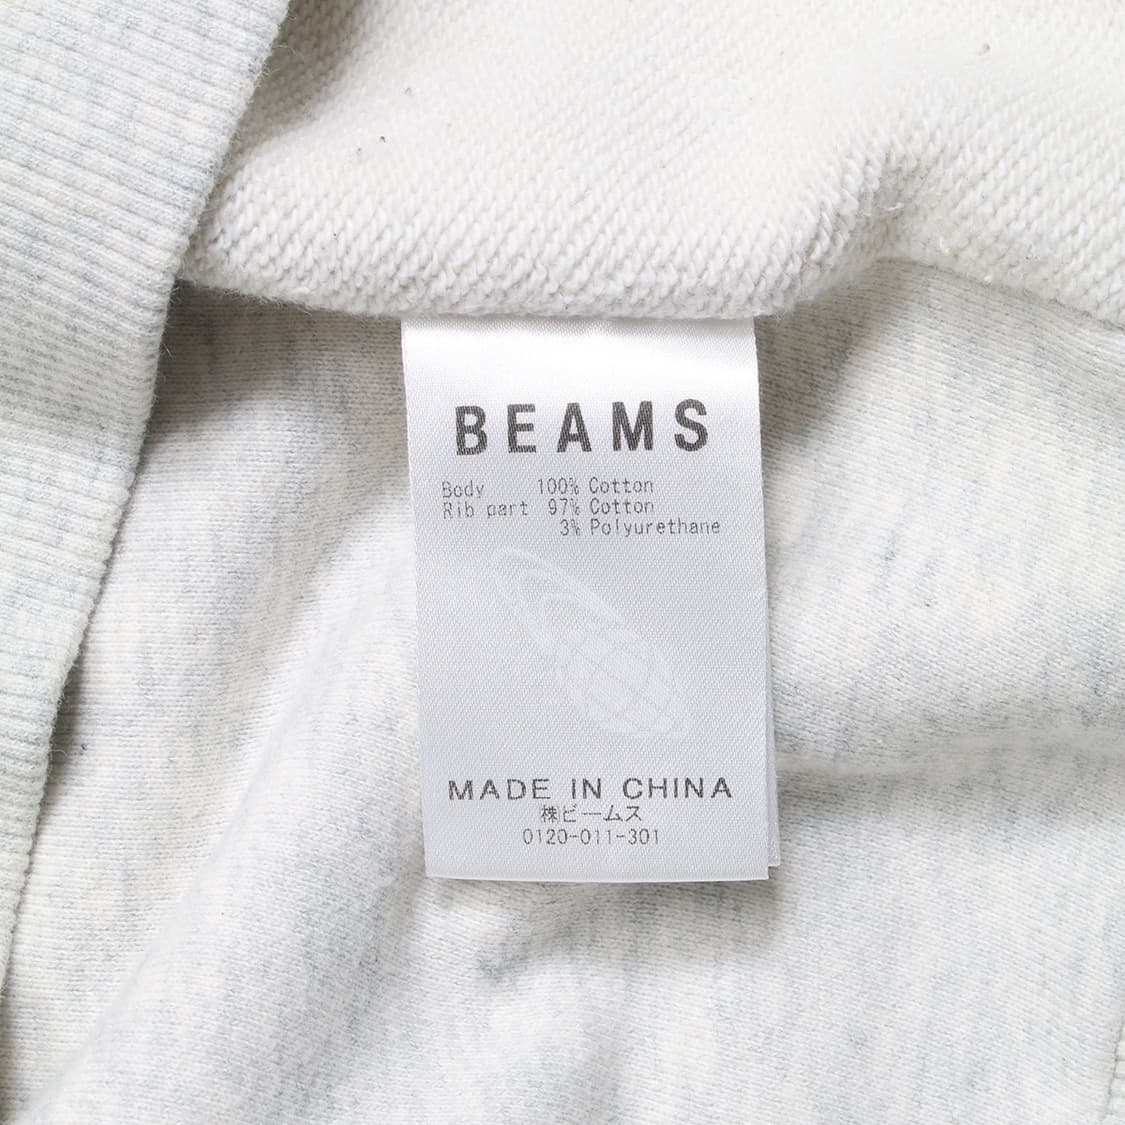 BEAMS
Body 100% Cotton
Rib part 97% Cotton
3% Polyurethane
MADE IN CHINA
㈱ビームス
0120-011-301